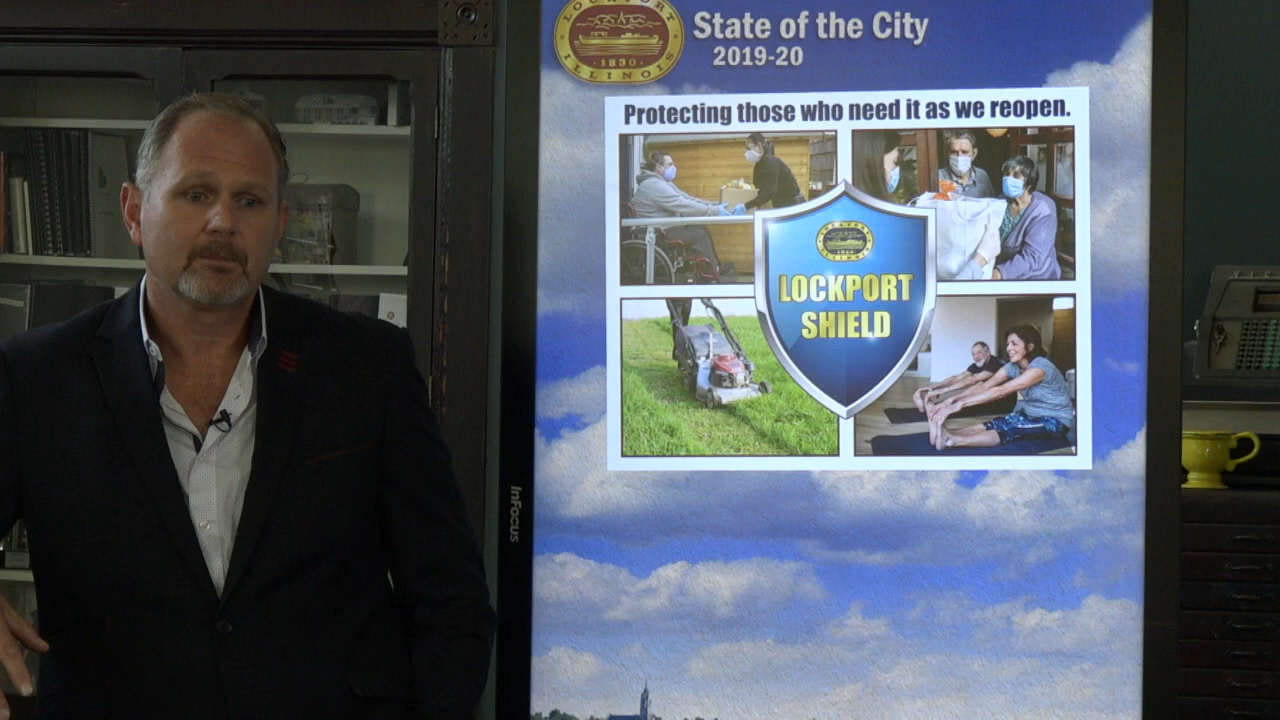 LOCKPORT
1830
ILLINOIS
State of the City
2019-20
Protecting those who need it as we reopen.
LOCKPORT
SHIELD
InFocus